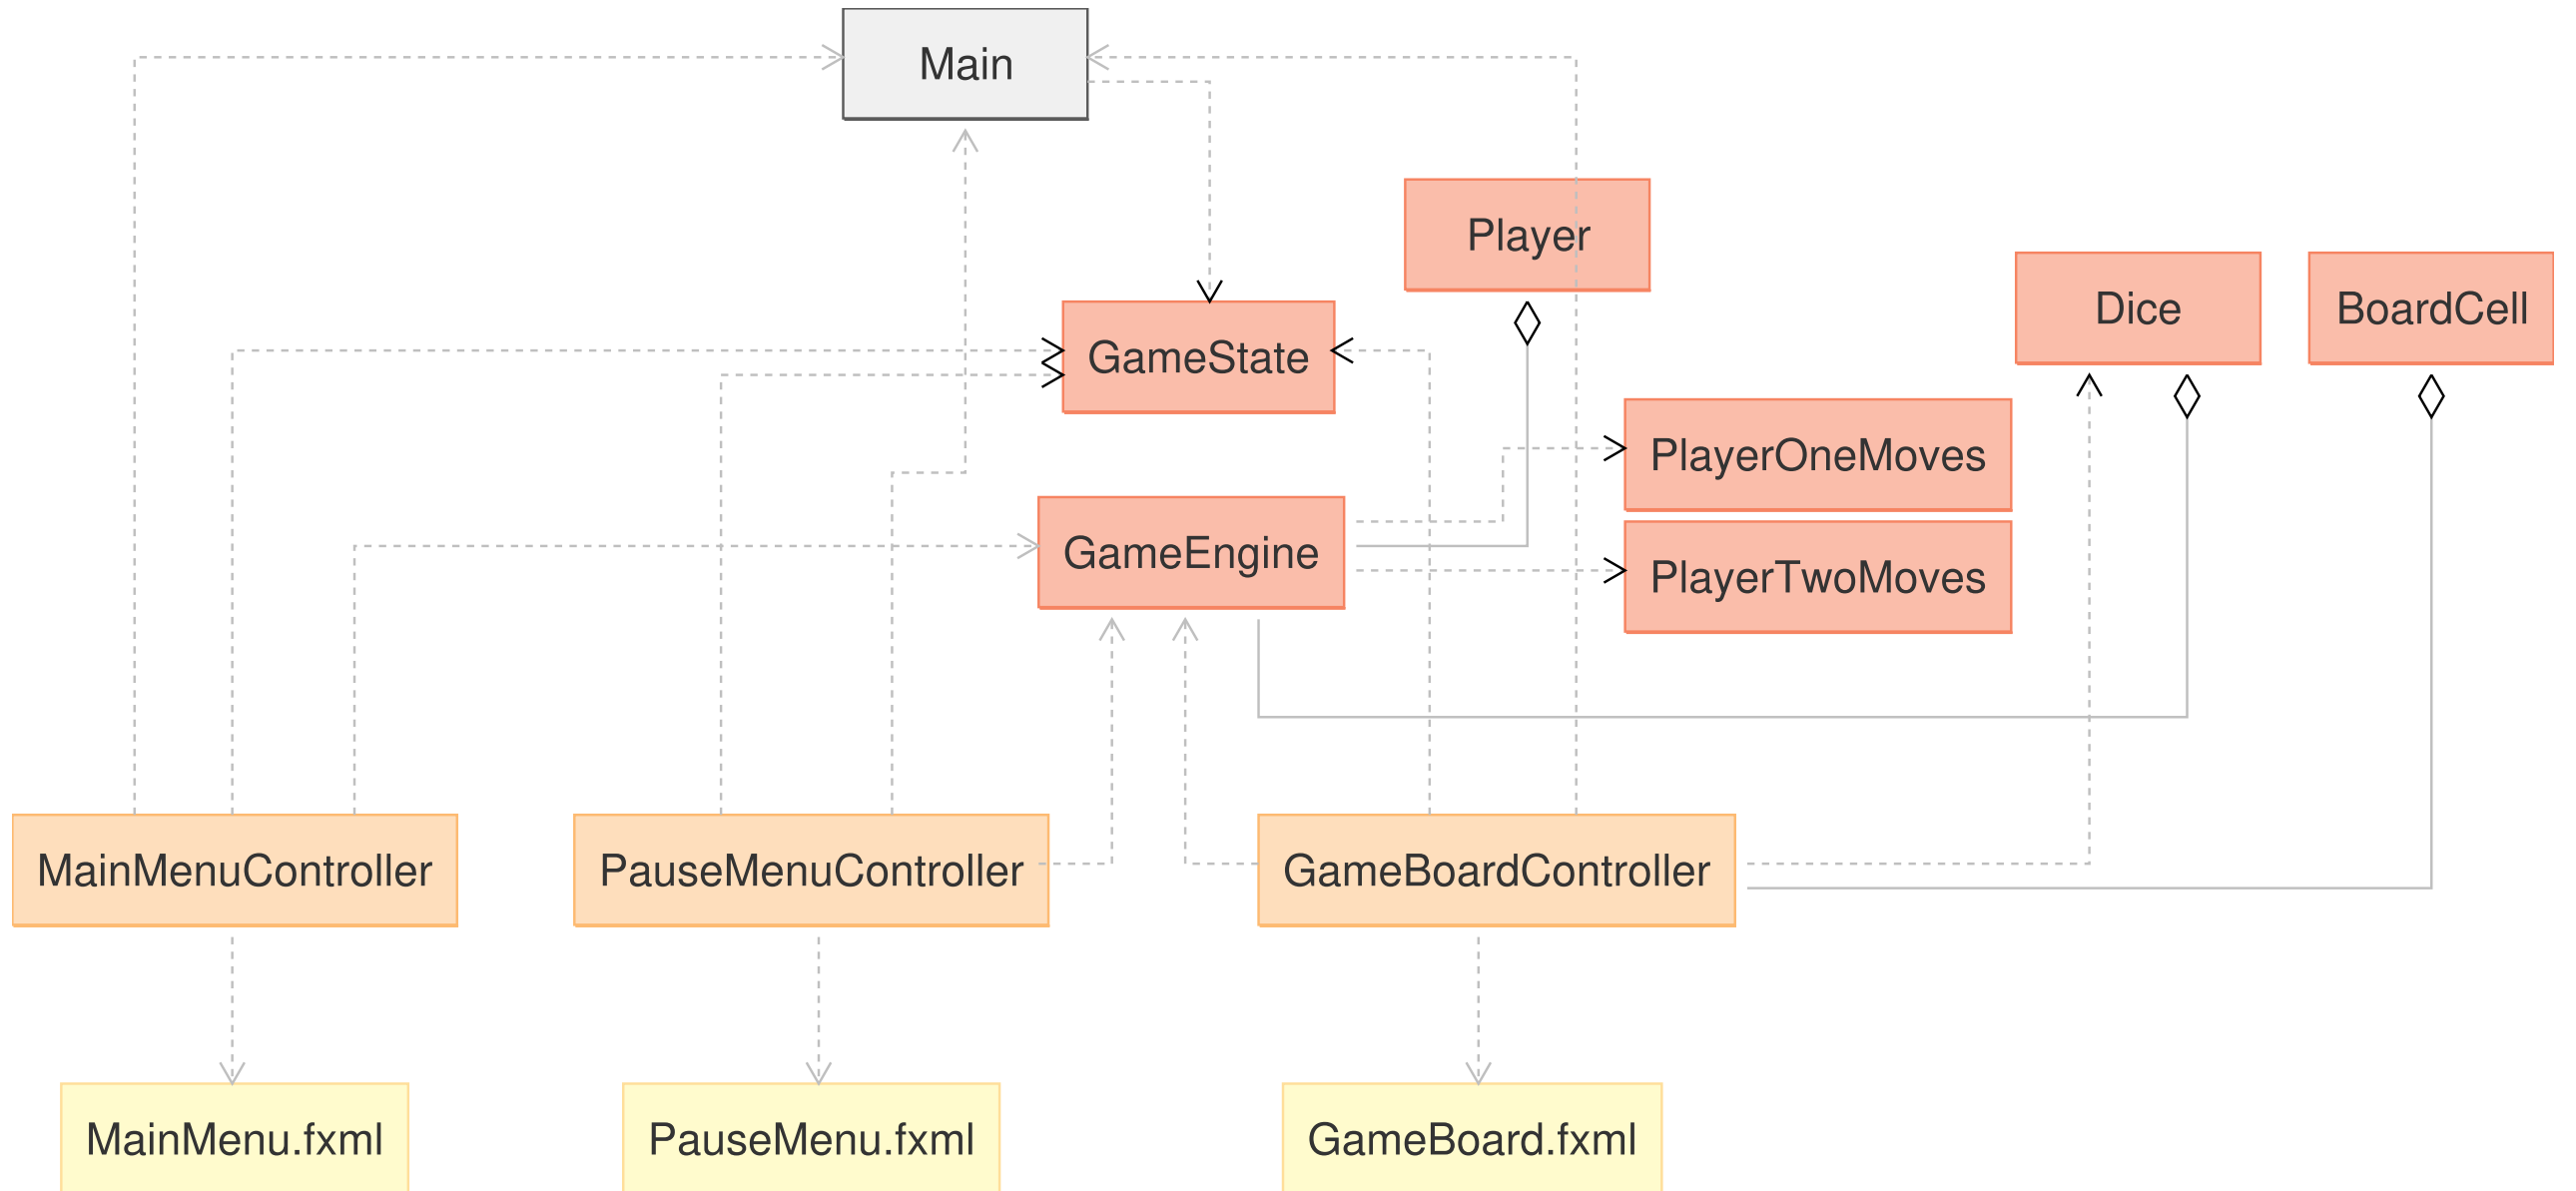 Main
Player
Dice
BoardCell
GameState
PlayerOneMoves
GameEngine
PlayerTwoMoves
MainMenuController
PauseMenuController
GameBoardController
MainMenu.fxml
PauseMenu.fxml
GameBoard.fxml